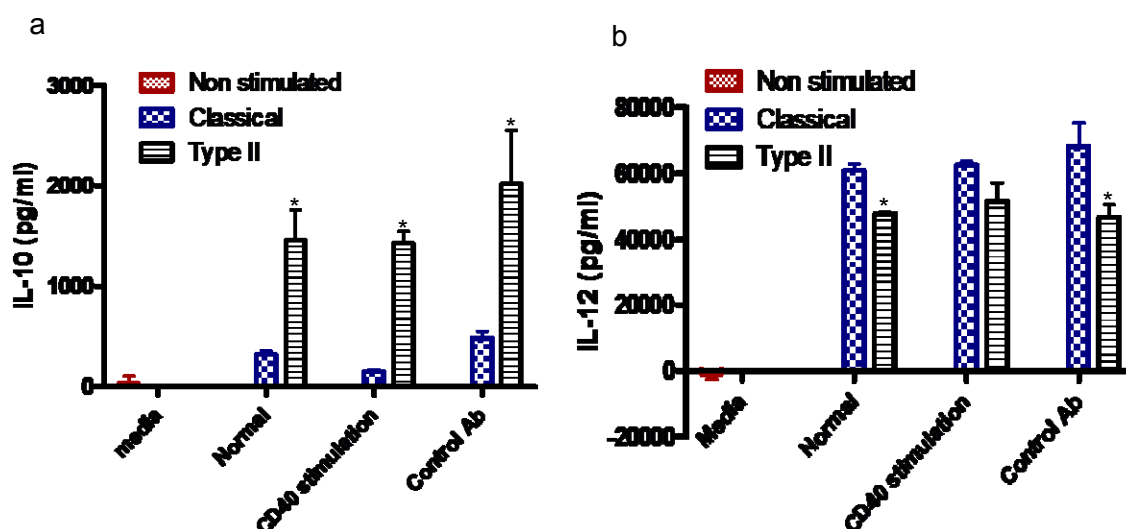 a
3000
2000
1000
0
IL-10 (pg/ml)
Non stimulated
Classical
Type II
*
*
*
media
Normal
CD40 stimulation
Control Ab
b
80000
60000
40000
20000
0
-20000
IL-12 (pg/ml)
Non stimulated
Classical
Type II
*
*
Media
Normal
CD40 stimulation
Control Ab